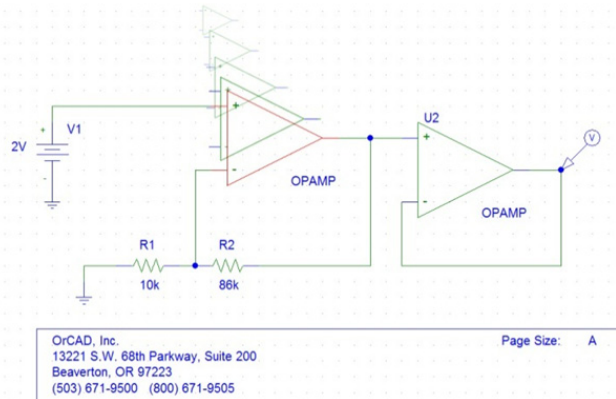 V1
2V
+
-
+
-
OPAMP
U2
+
-
OPAMP
V
R1
10k
R2
86k
OrCAD, Inc.
13221 S.W. 68th Parkway, Suite 200
Beaverton, OR 97223
(503) 671-9500 (800) 671-9505
Page Size: A